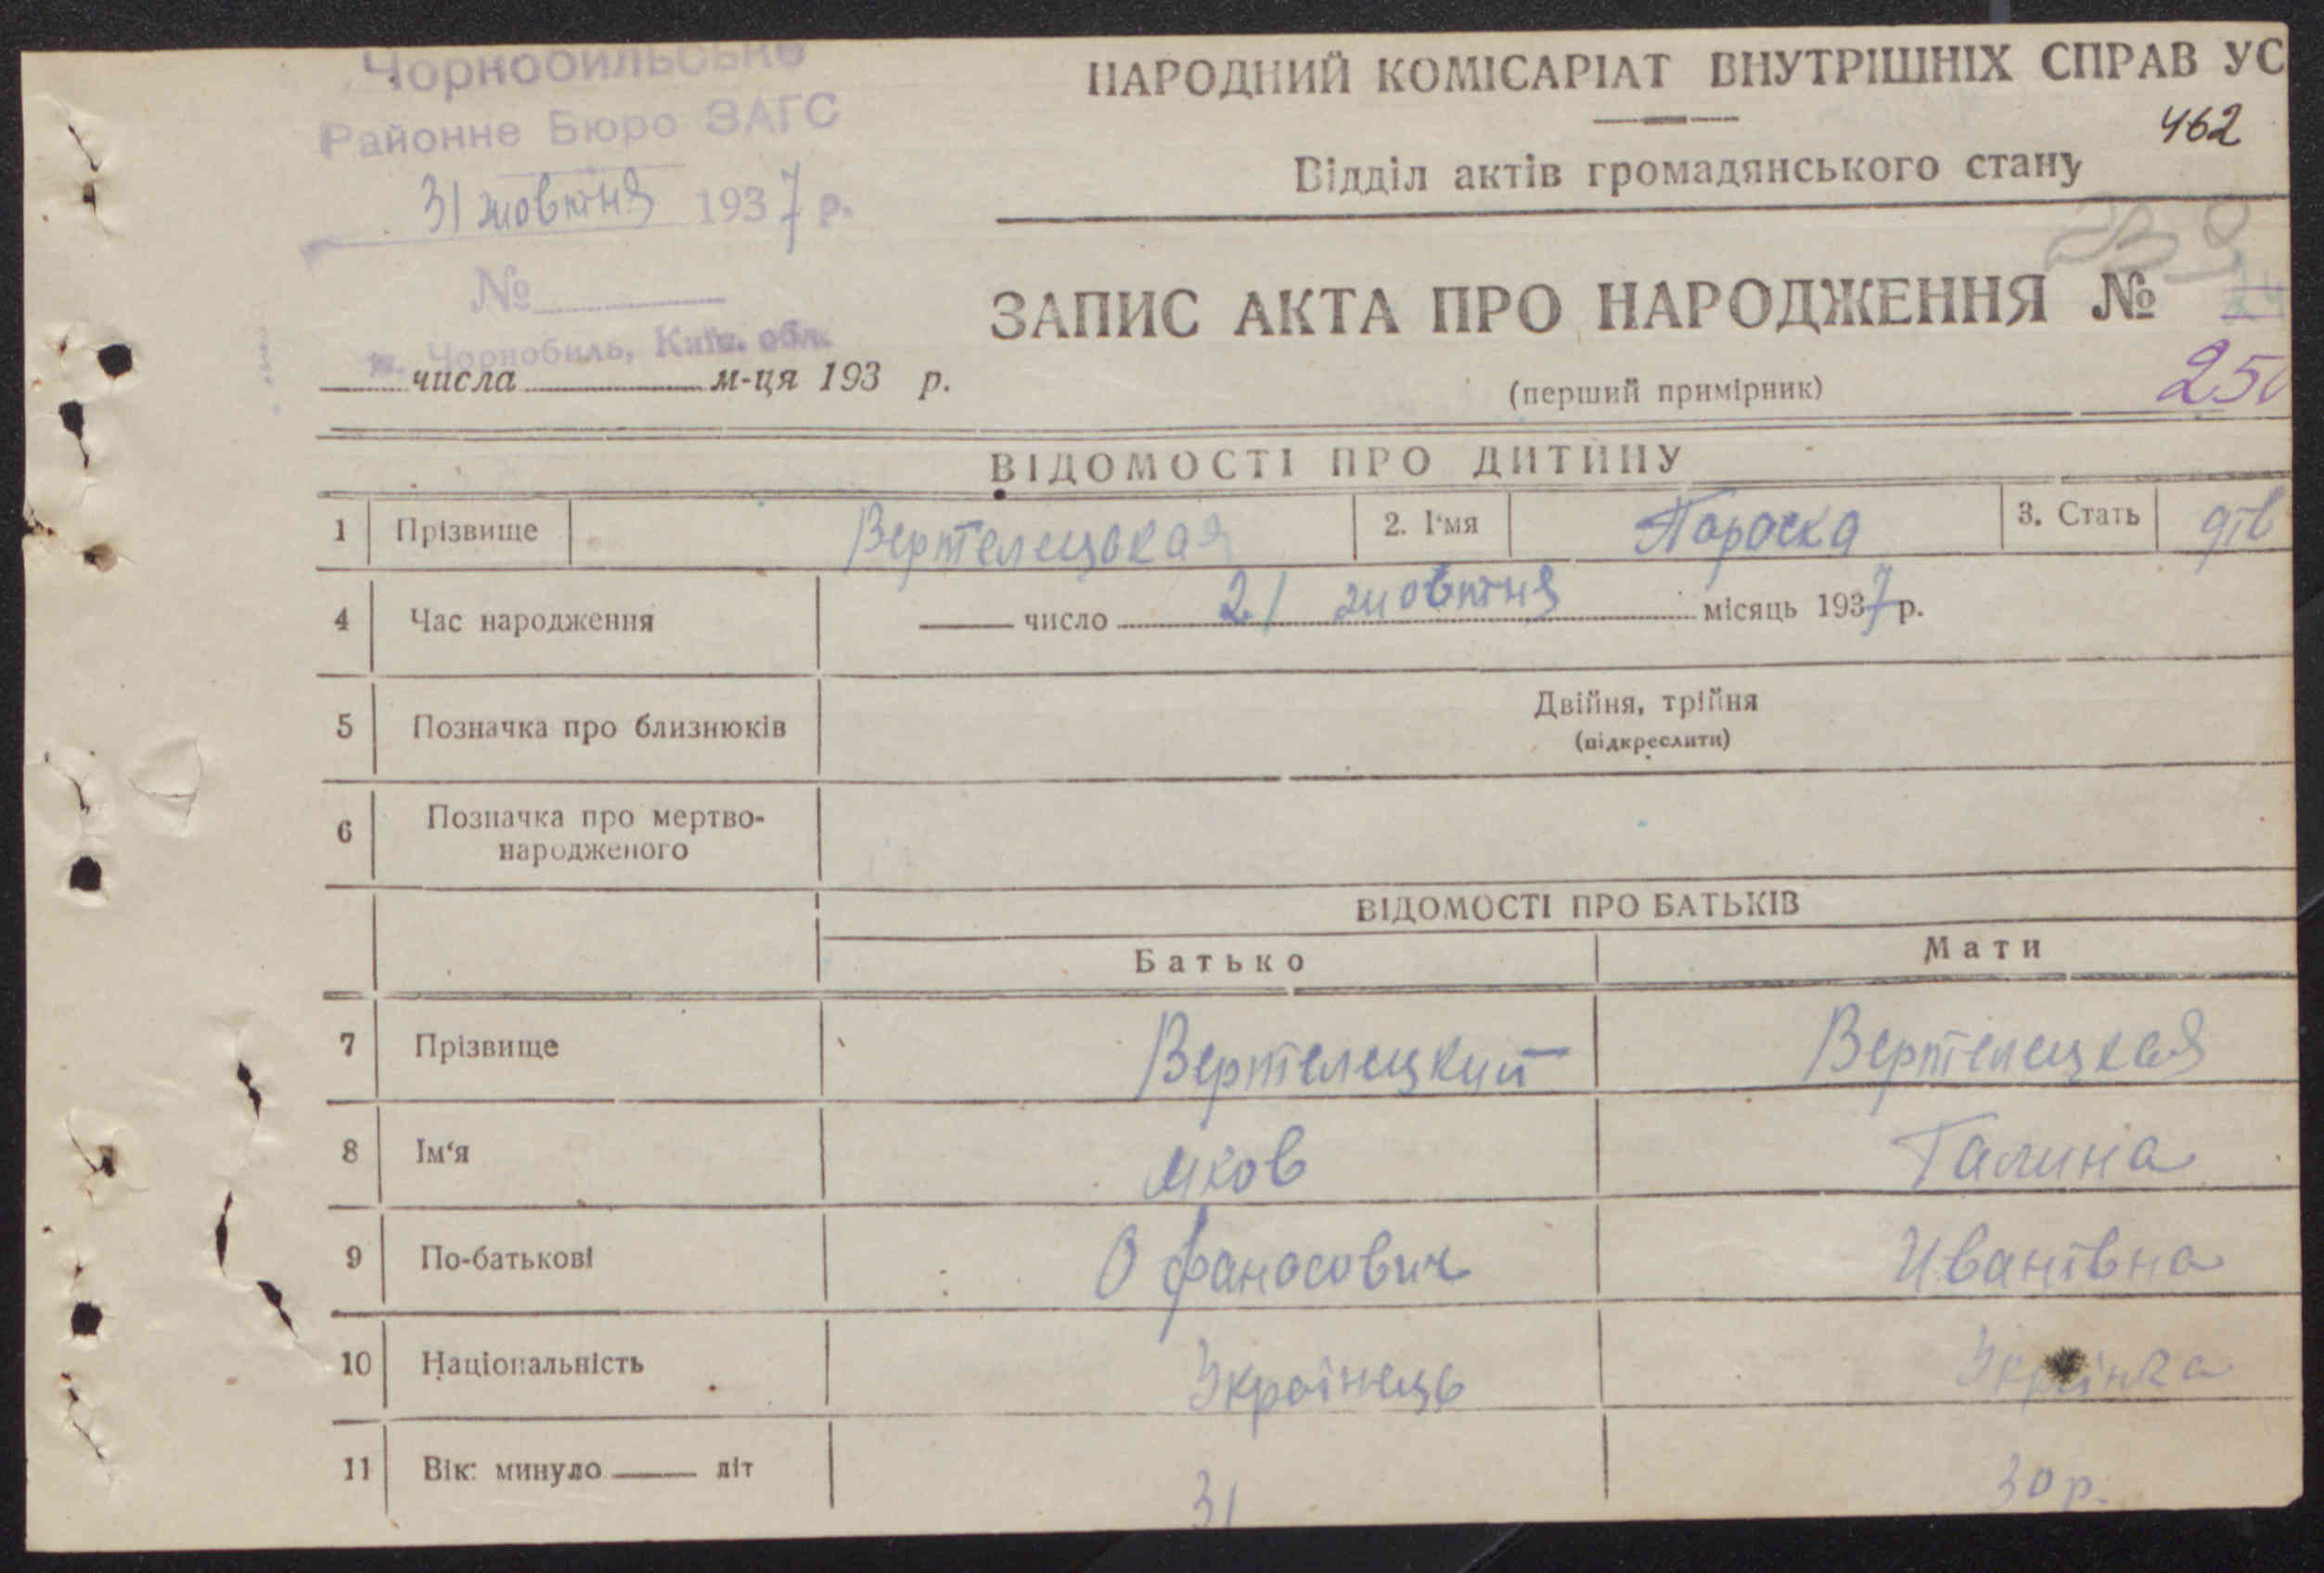 Чорнобильське
Районне Бюро ЗАГС
31 жовтня 1937 р.
№
м. Чорнобиль, Київ. обл.
числа м-ця 193 р.
НАРОДНИЙ КОМІСАРІАТ ВНУТРІШНІХ СПРАВ УС
462
Відділ актів громадянського стану
ЗАПИС АКТА ПРО НАРОДЖЕННЯ №
(перший примірник)
ВІДОМОСТІ ПРО ДИТИНУ
1 Прізвище Вертелецокая 2. І'мя Пароска 3. Стать дів
4 Час народження число 21 жовтня місяць 1937 р.
5 Позначка про близнюків Двійня, трійня
(підкреслити)
6 Позначка про мертво-
народженого
ВІДОМОСТІ ПРО БАТЬКІВ
Батько Мати
7 Прізвище Вертелецкий Вертелецкая
8 Ім'я Яков Галина
9 По-батькові Офанасович Иванівна
10 Національність Українець Українка
11 Вік: минуло літ 31 30 р.